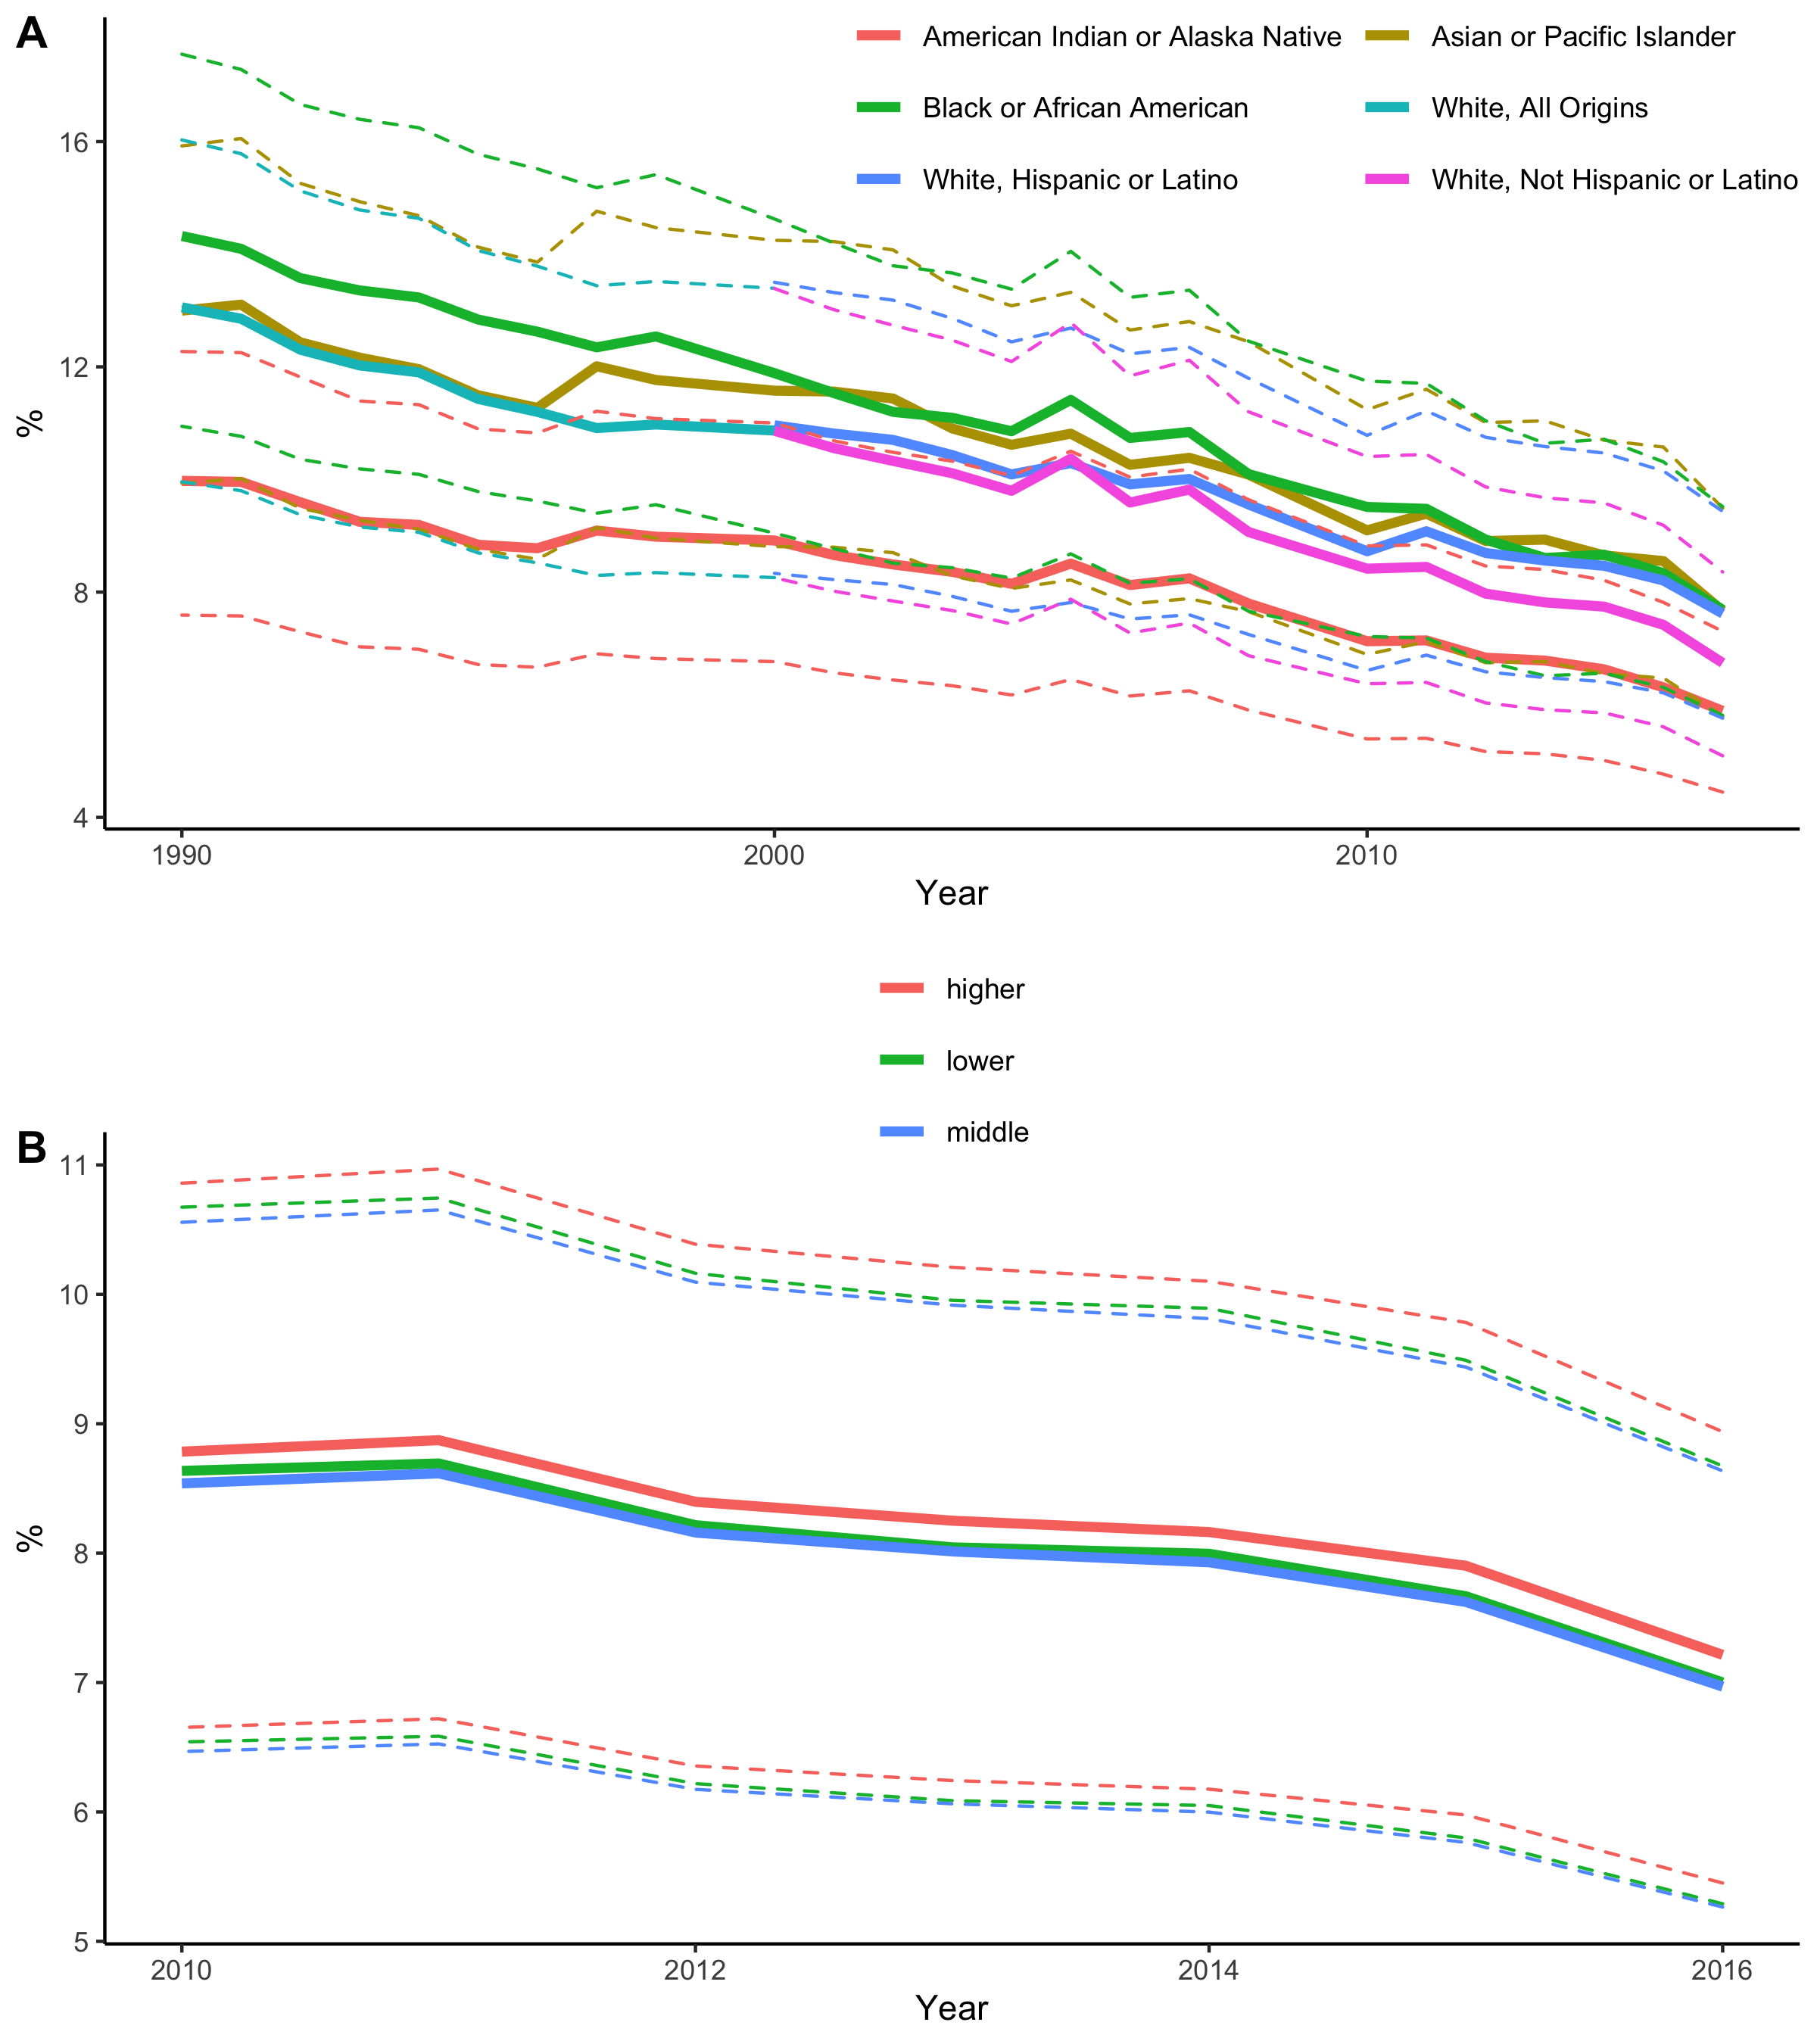 A
American Indian or Alaska Native
Asian or Pacific Islander
Black or African American
White, All Origins
White, Hispanic or Latino
White, Not Hispanic or Latino
16
12
8
4
%
1990 2000 2010
Year
higher
lower
middle
B
11
10
9
8
7
6
5
%
2010 2012 2014 2016
Year